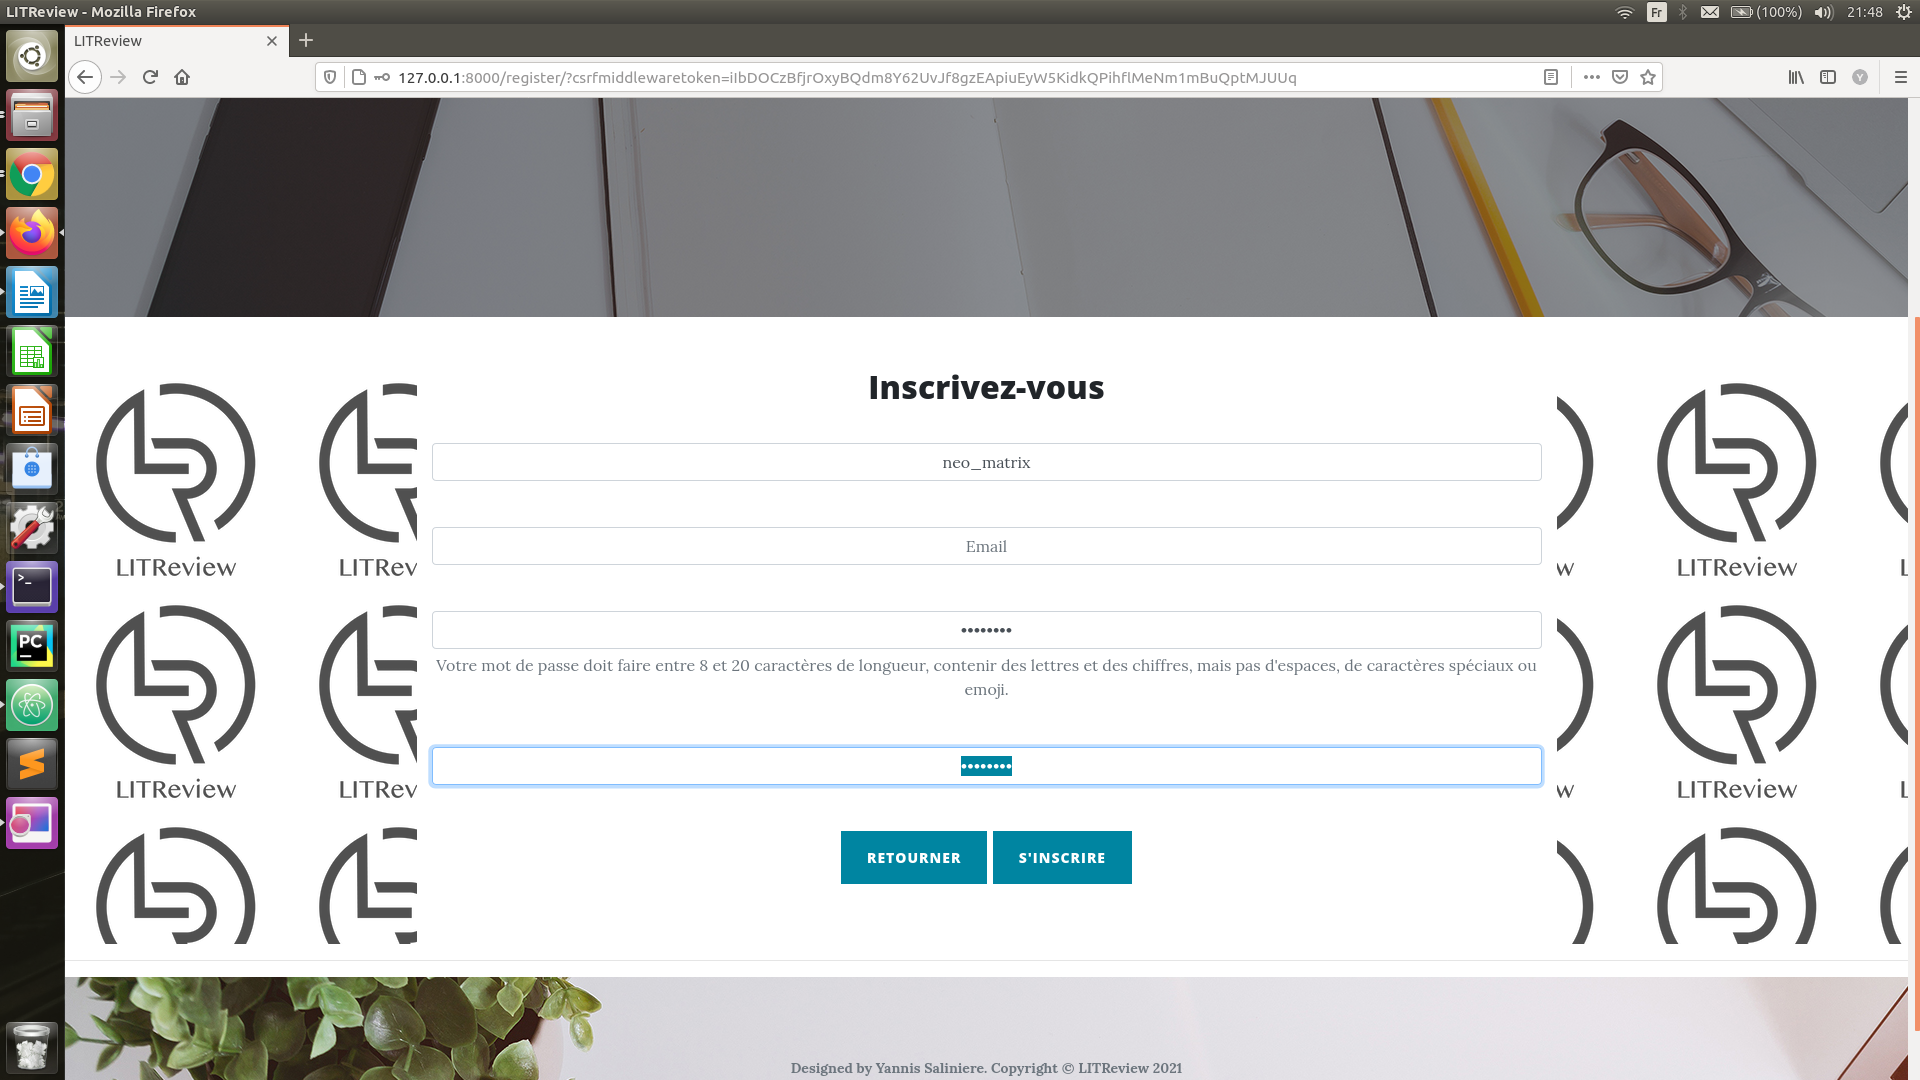 LITReview - Mozilla Firefox
Fr
(100%)
21:48
LITReview
127.0.0.1:8000/register/?csrfmiddlewaretoken=iIbDOCzBfjrOxyBQdm8Y62UvJf8gzEApiuEyW5KidkQPihflMeNm1mBuQptMJUUq
Y
Inscrivez-vous
neo_matrix
Email
••••••••
Votre mot de passe doit faire entre 8 et 20 caractères de longueur, contenir des lettres et des chiffres, mais pas d'espaces, de caractères spéciaux ou
emoji.
••••••••
RETOURNER
S'INSCRIRE
LITReview
LITRev
w
LITReview
L
LITReview
LITRev
w
LITReview
L
PC
>_
Designed by Yannis Saliniere. Copyright © LITReview 2021